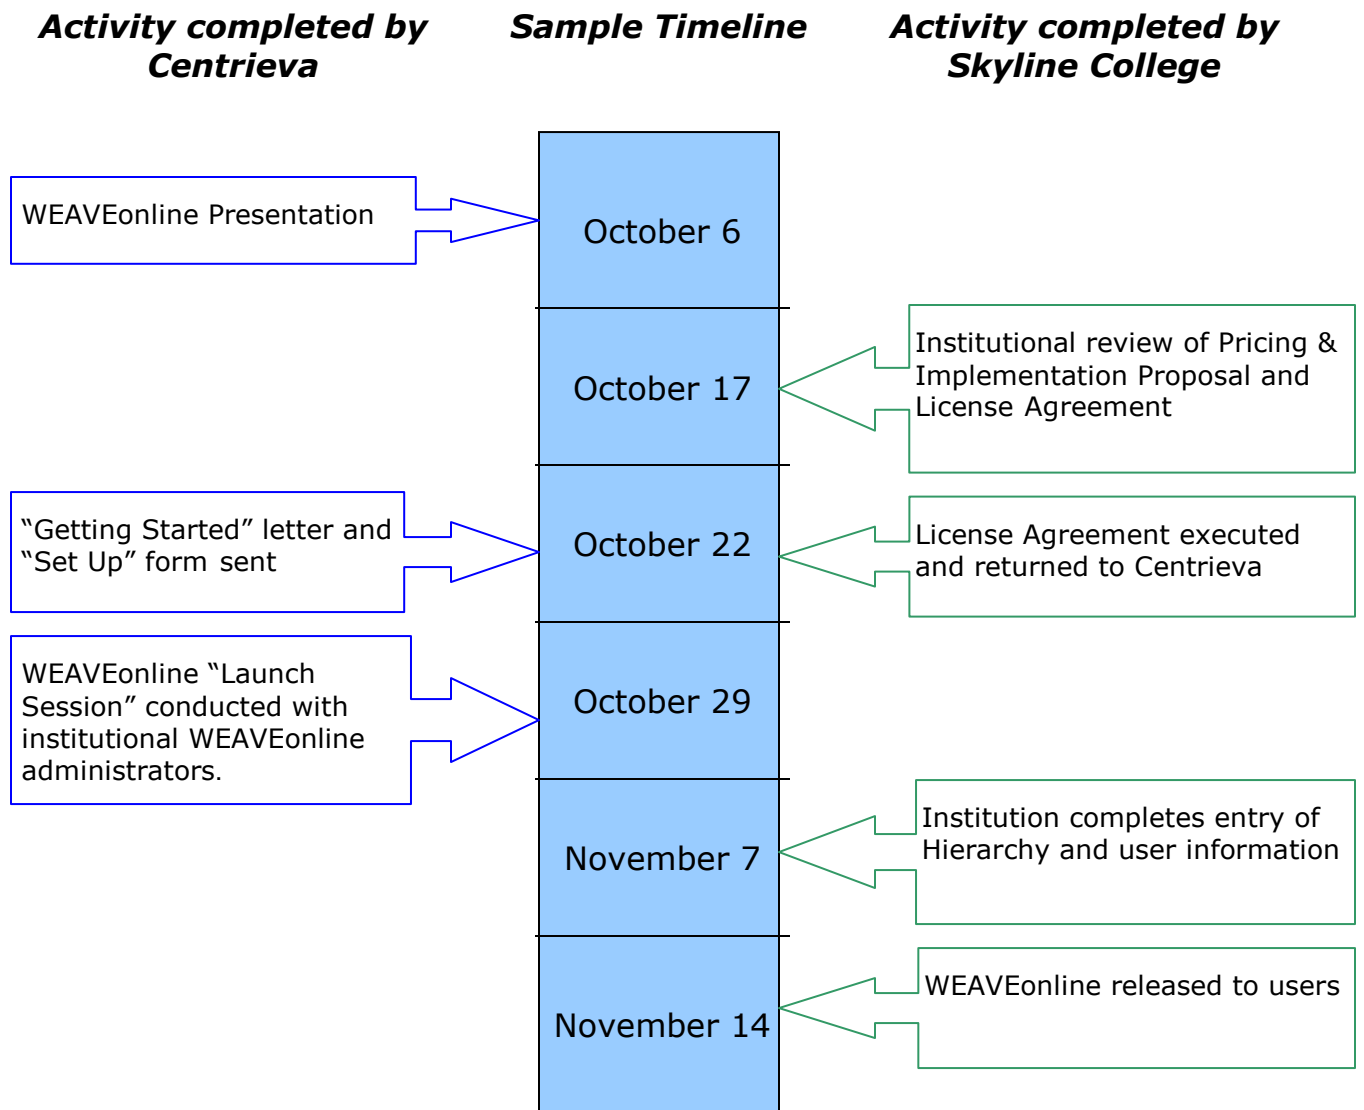 Activity completed by
Centrieva
Sample Timeline
Activity completed by
Skyline College
WEAVEonline Presentation
October 6
October 17
Institutional review of Pricing &
Implementation Proposal and
License Agreement
“Getting Started” letter and
“Set Up” form sent
October 22
License Agreement executed
and returned to Centrieva
WEAVEonline “Launch
Session” conducted with
institutional WEAVEonline
administrators.
October 29
November 7
Institution completes entry of
Hierarchy and user information
November 14
WEAVEonline released to users